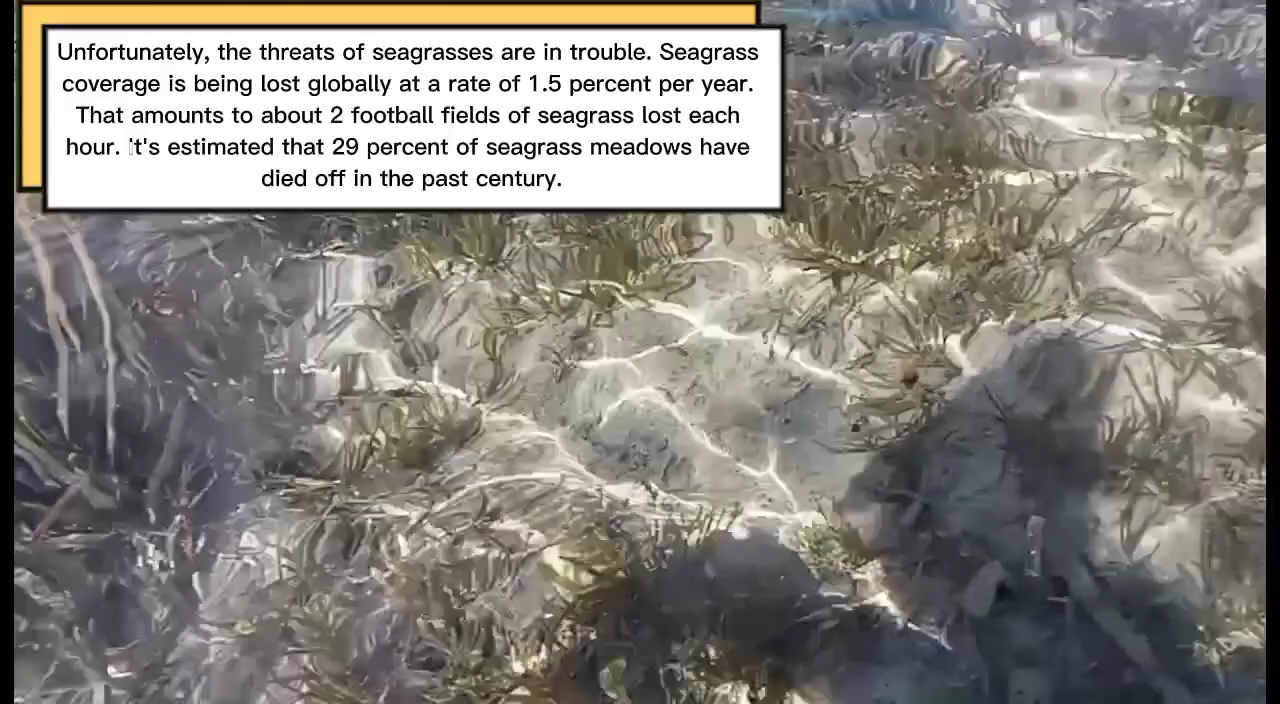 Unfortunately, the threats of seagrasses are in trouble. Seagrass
coverage is being lost globally at a rate of 1.5 percent per year.
That amounts to about 2 football fields of seagrass lost each
hour. It's estimated that 29 percent of seagrass meadows have
died off in the past century.